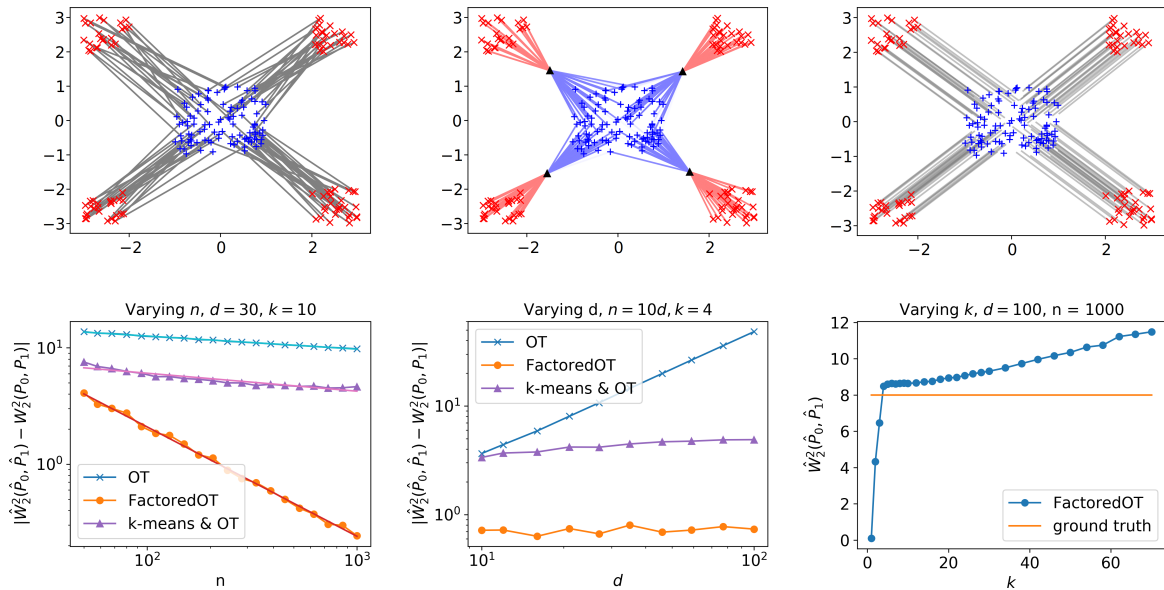 3
2
1
0
−1
−2
−3
−2
0
2
3
2
1
0
−1
−2
−3
−2
0
2
3
2
1
0
−1
−2
−3
−2
0
2
Varying n, d = 30, k = 10
|Ŵ₂²(P̂₀, P̂₁) − W₂²(P₀, P₁)|
10¹
10⁰
OT
FactoredOT
k-means & OT
10²
10³
n
Varying d, n = 10d, k = 4
|Ŵ₂²(P̂₀, P̂₁) − W₂²(P₀, P₁)|
10¹
10⁰
OT
FactoredOT
k-means & OT
10¹
10²
d
Varying k, d = 100, n = 1000
Ŵ₂²(P̂₀, P̂₁)
12
10
8
6
4
2
0
FactoredOT
ground truth
0
20
40
60
k